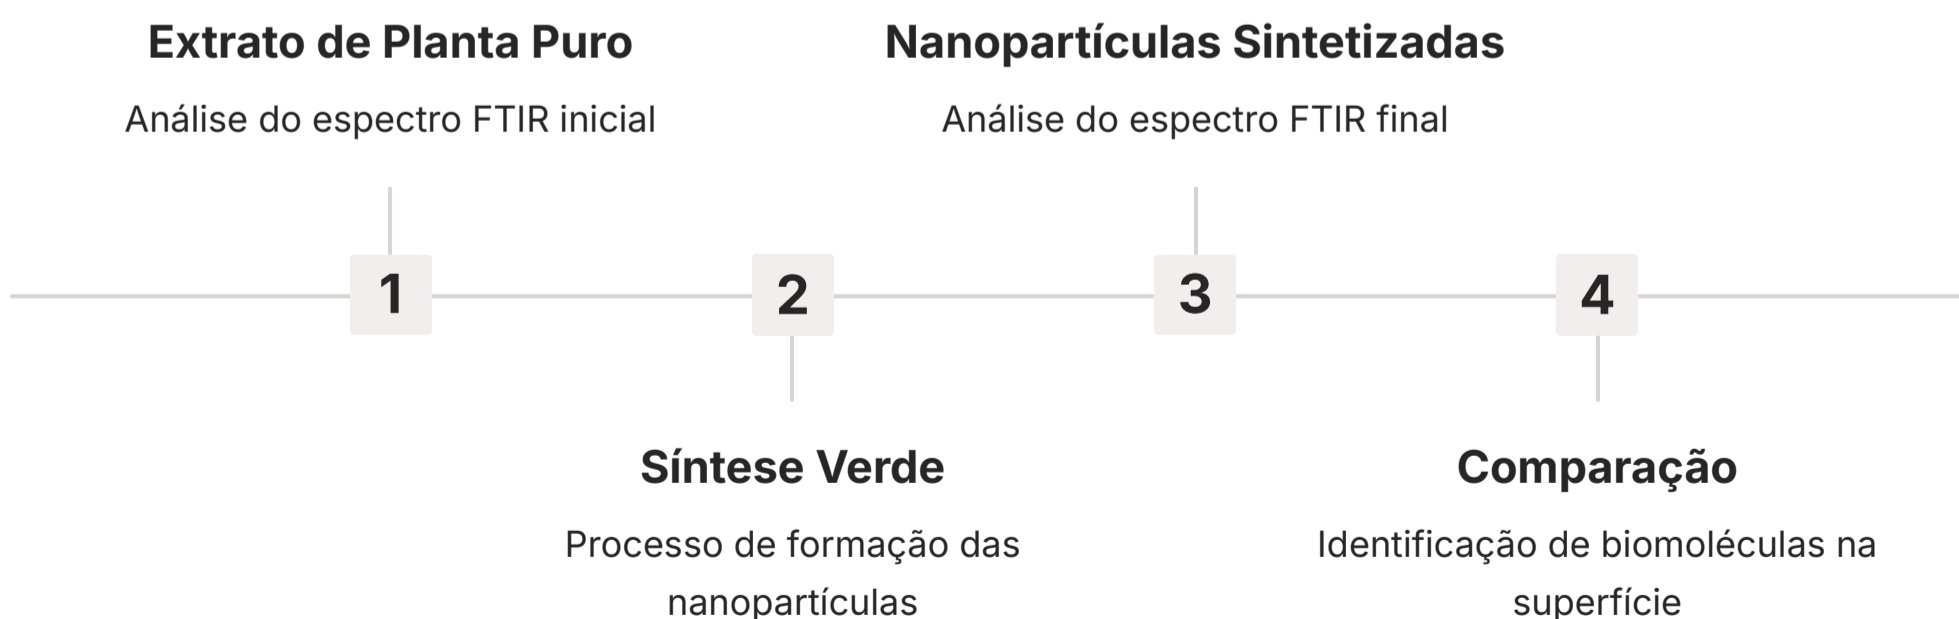 Extrato de Planta Puro
Análise do espectro FTIR inicial
Nanopartículas Sintetizadas
Análise do espectro FTIR final
1
2
3
4
Síntese Verde
Processo de formação das
nanopartículas
Comparação
Identificação de biomoléculas na
superfície